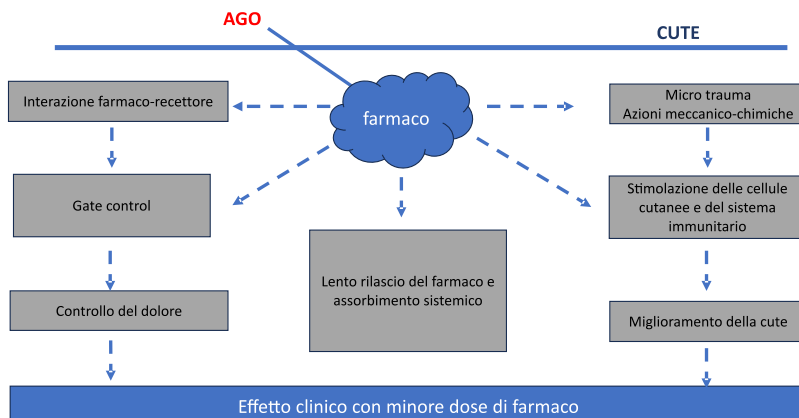 AGO
CUTE
farmaco
Interazione farmaco-recettore
Gate control
Controllo del dolore
Lento rilascio del farmaco e
assorbimento sistemico
Micro trauma
Azioni meccanico-chimiche
Stimolazione delle cellule
cutanee e del sistema
immunitario
Miglioramento della cute
Effetto clinico con minore dose di farmaco